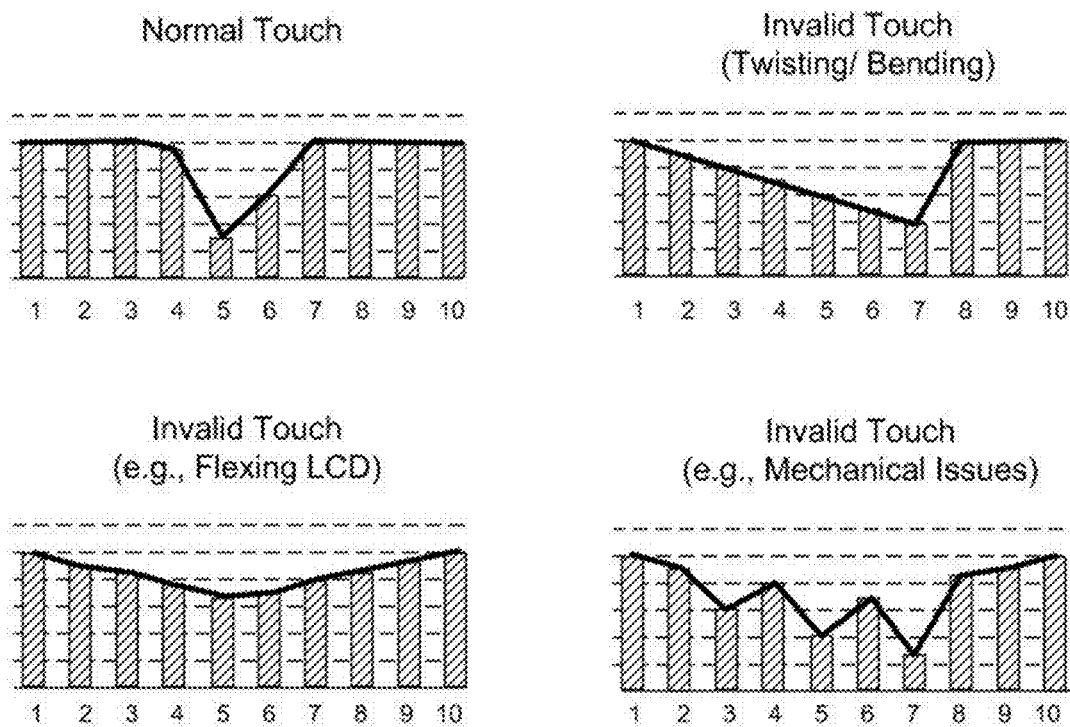 Normal Touch
1 2 3 4 5 6 7 8 9 10
Invalid Touch
(Twisting/ Bending)
1 2 3 4 5 6 7 8 9 10
Invalid Touch
(e.g., Flexing LCD)
1 2 3 4 5 6 7 8 9 10
Invalid Touch
(e.g., Mechanical Issues)
1 2 3 4 5 6 7 8 9 10